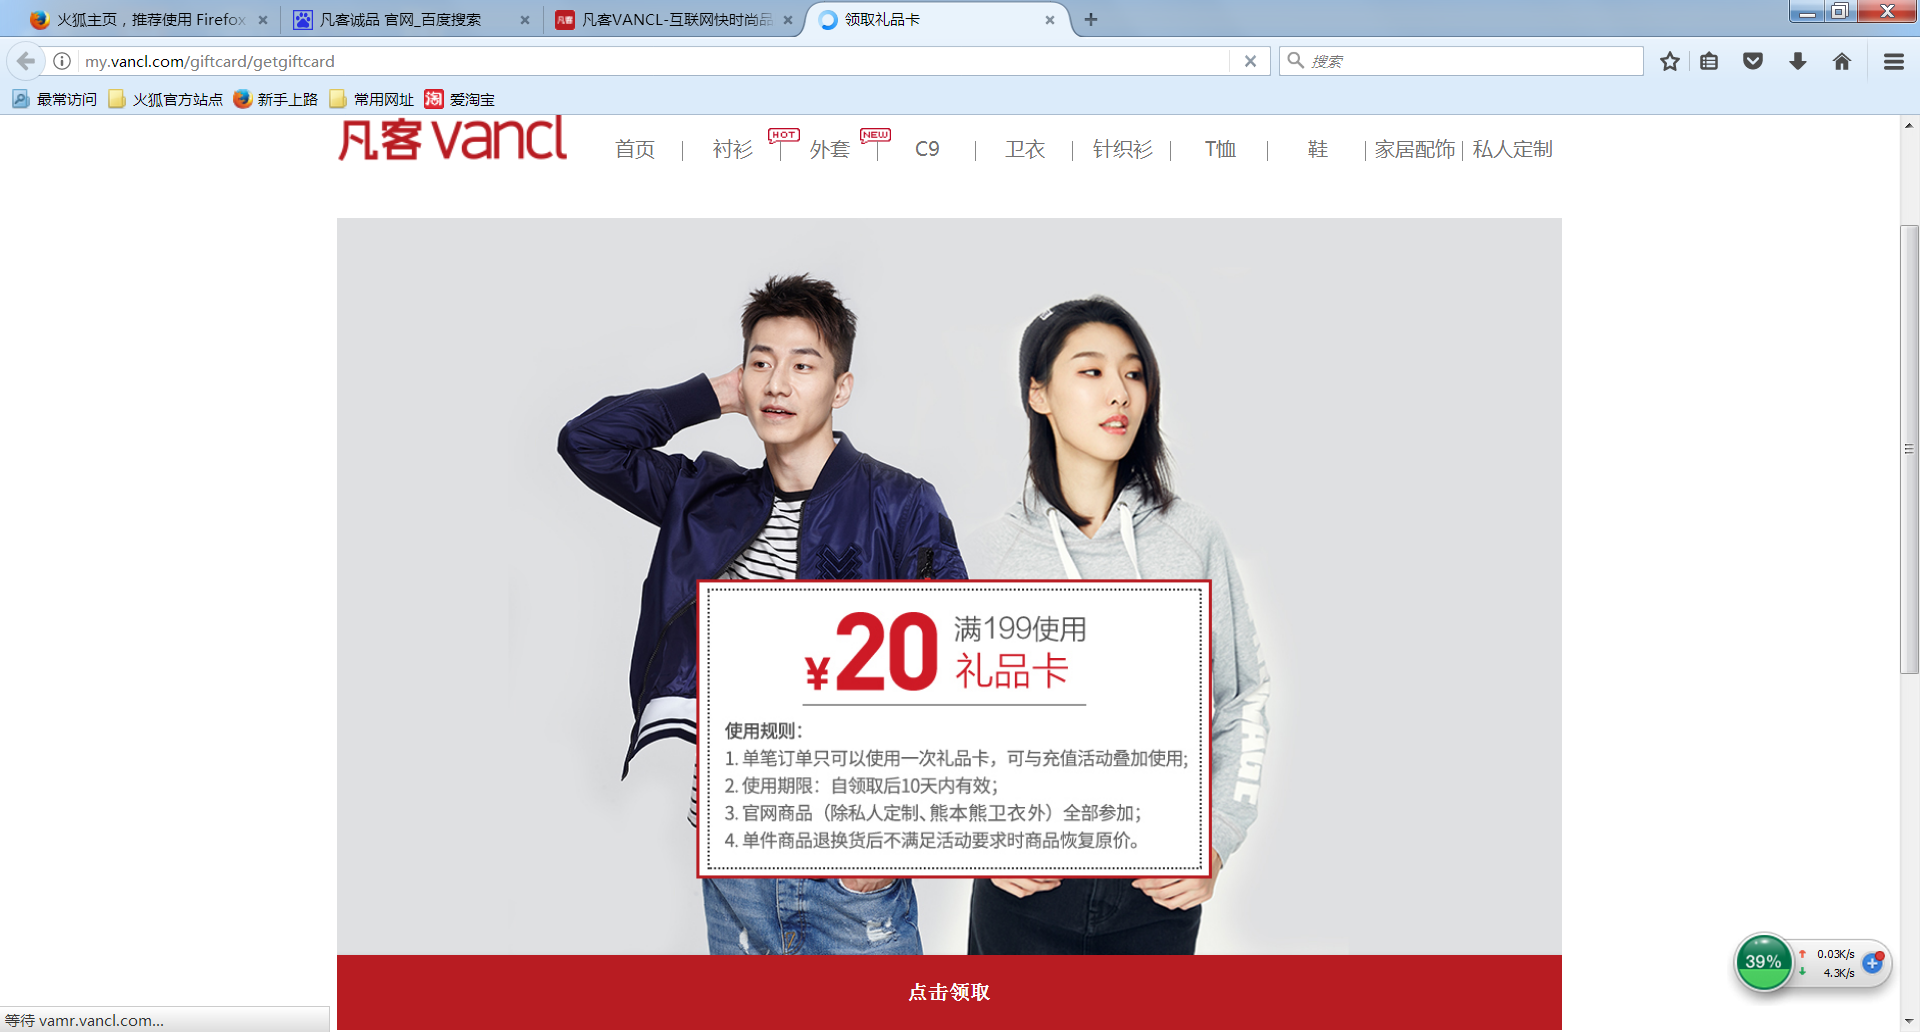 火狐主页，推荐使用 Firefox
凡客诚品 官网_百度搜索
凡客VANCL-互联网快时尚品
领取礼品卡
my.vancl.com/giftcard/getgiftcard
搜索
最常访问
火狐官方站点
新手上路
常用网址
淘
爱淘宝
凡客 vancl
首页
衬衫
HOT
外套
NEW
C9
卫衣
针织衫
T恤
鞋
家居配饰
私人定制
¥20
满199使用
礼品卡
使用规则：
1. 单笔订单只可以使用一次礼品卡，可与充值活动叠加使用；
2. 使用期限：自领取后10天内有效；
3. 官网商品（除私人定制、熊本熊卫衣外）全部参加；
4. 单件商品退换货后不满足活动要求时商品恢复原价。
点击领取
39%
0.03K/s
4.3K/s
等待 vamr.vancl.com...